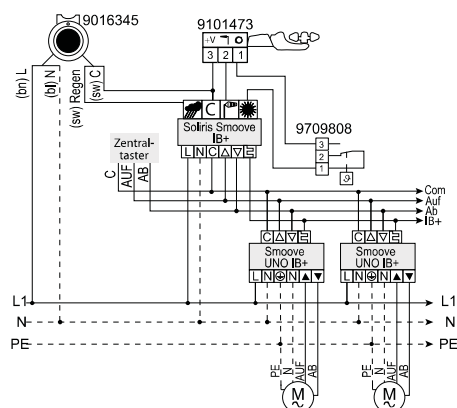 9016345
9101473
+V
3 2 1
(bn) L
(bl) N
(sw) Regen
(sw) C
C
Soliris Smoove
IB+
L N C
9709808
3
2
1
ϑ
Zentral-
taster
C
AUF
AB
Com
Auf
Ab
IB+
C
Smoove
UNO IB+
L N N
C
Smoove
UNO IB+
L N N
L1 L1
N N
PE PE
PE
N
AUF
AB
M
~
PE
N
AUF
AB
M
~